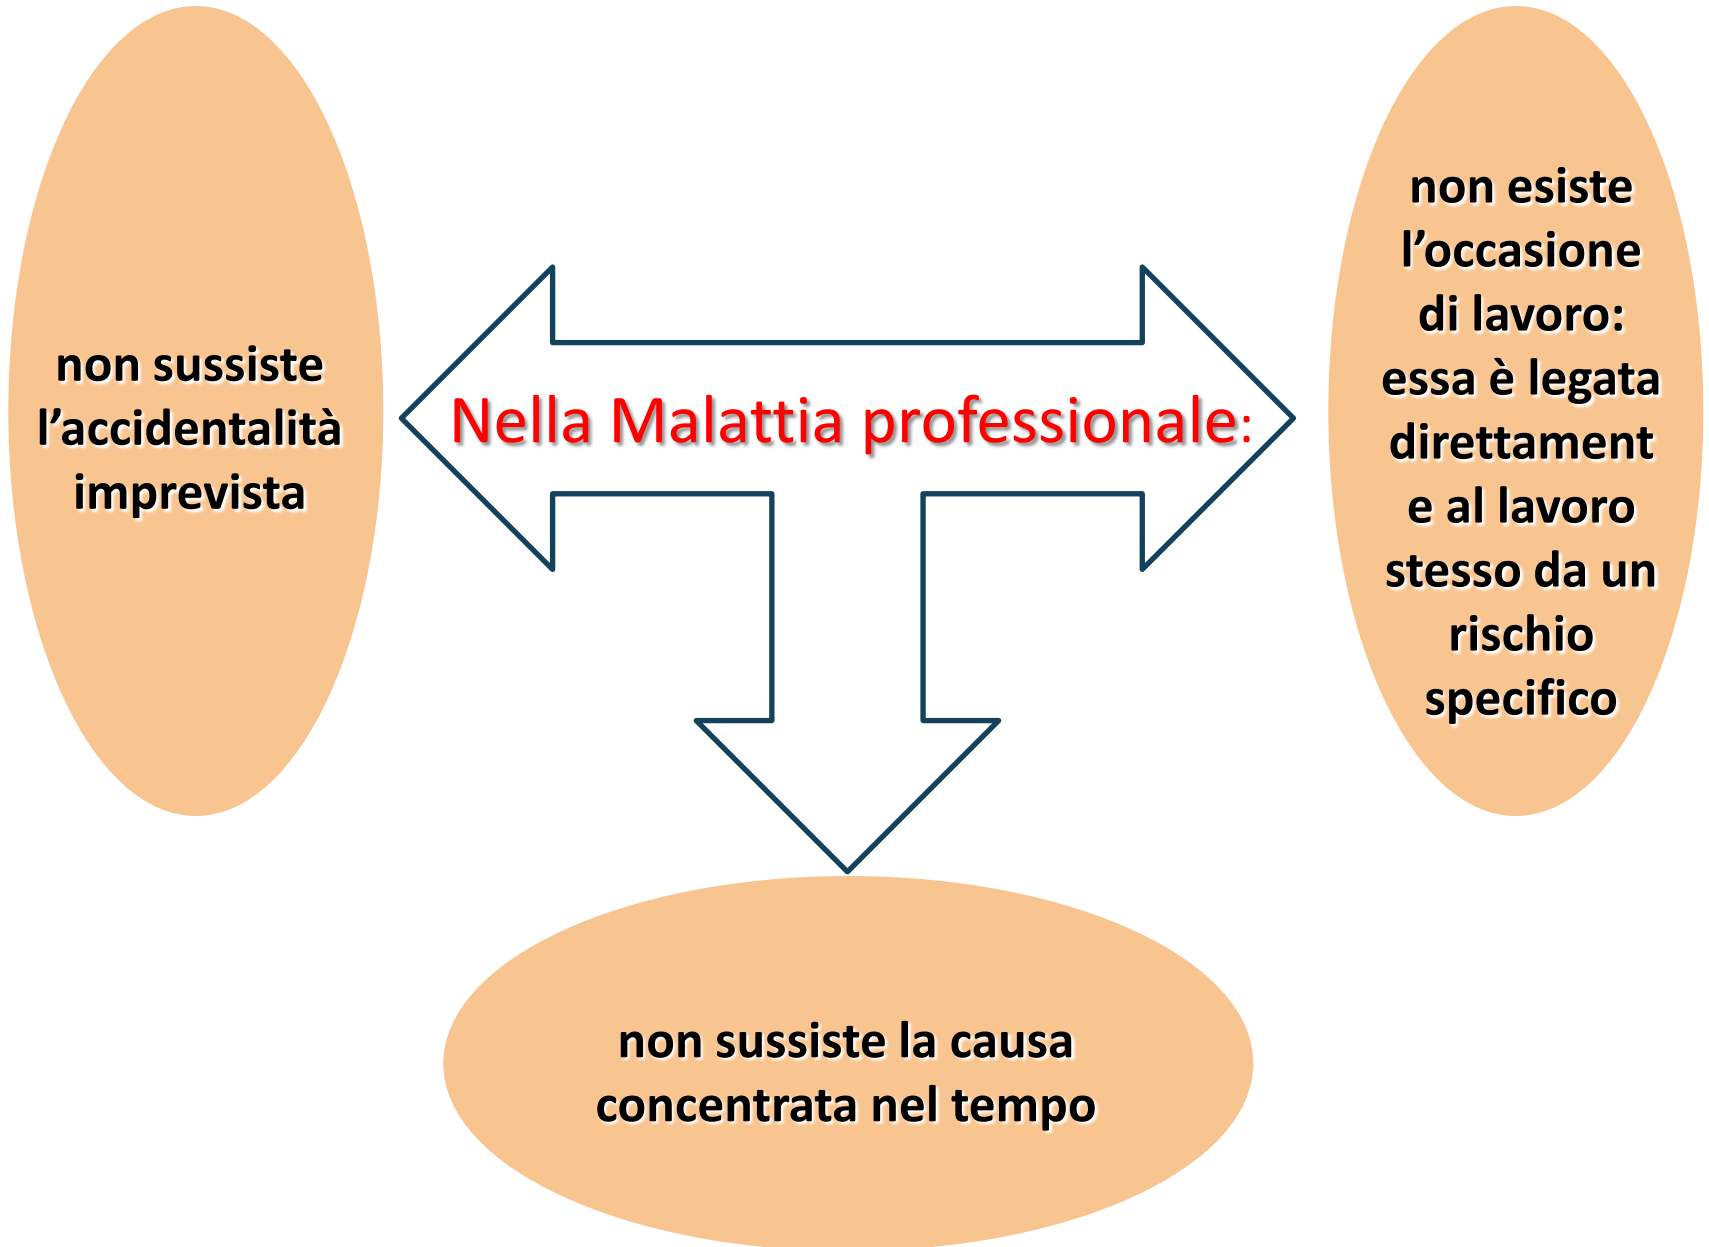 Nella Malattia professionale:
non sussiste
l’accidentalità
imprevista
non esiste
l’occasione
di lavoro:
essa è legata
direttament
e al lavoro
stesso da un
rischio
specifico
non sussiste la causa
concentrata nel tempo